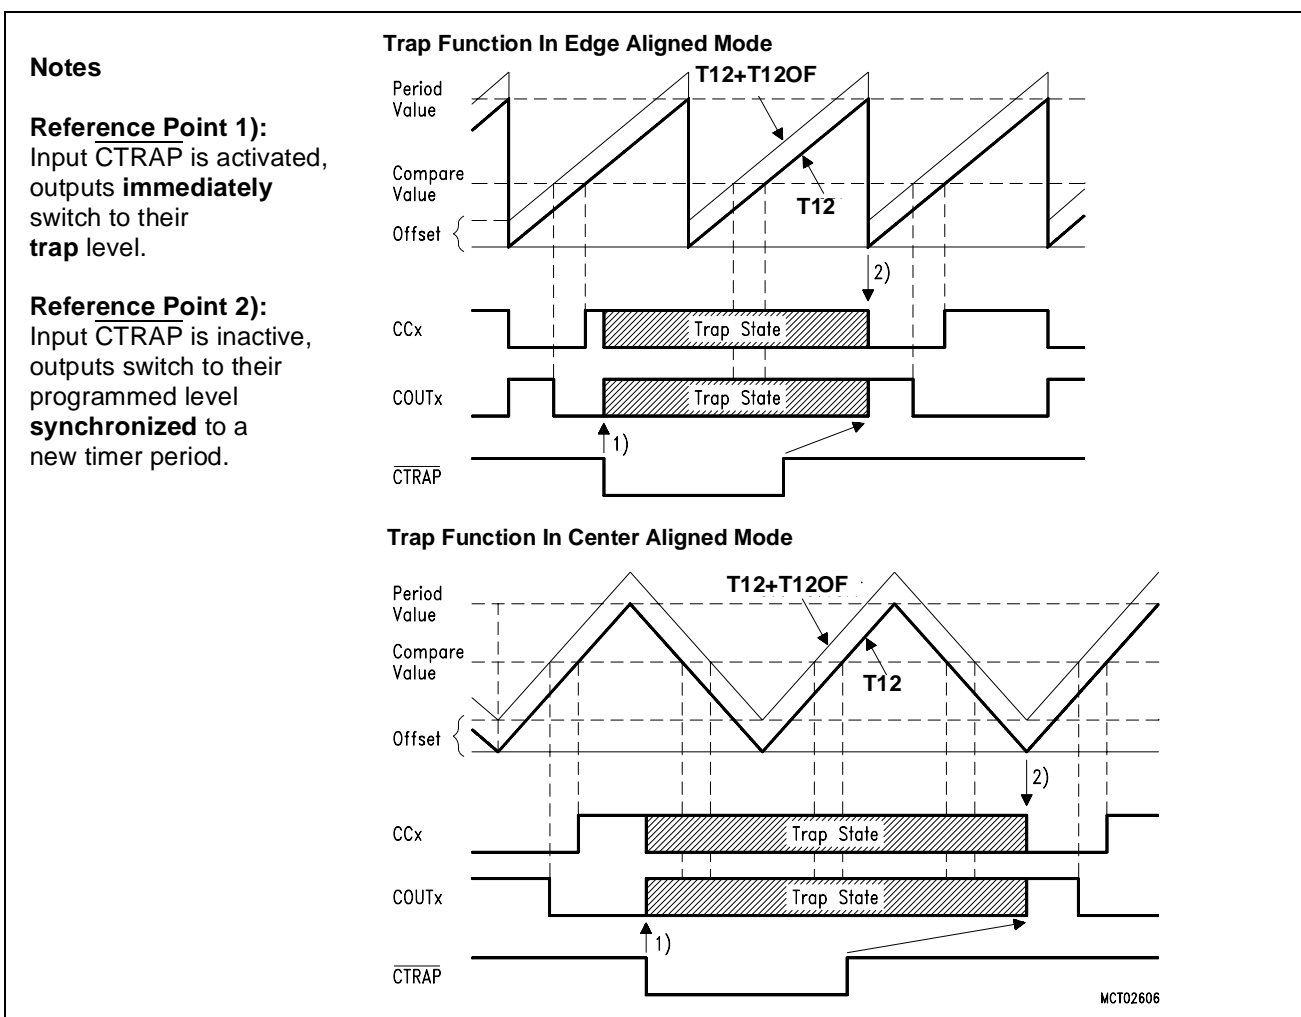 Notes
Reference Point 1):
Input CTRAP is activated,
outputs immediately
switch to their
trap level.
Reference Point 2):
Input CTRAP is inactive,
outputs switch to their
programmed level
synchronized to a
new timer period.
Trap Function In Edge Aligned Mode
T12+T12OF
Period
Value
Compare
Value
T12
Offset
2)
CCx
Trap State
COUTx
Trap State
1)
CTRAP
Trap Function In Center Aligned Mode
T12+T12OF
Period
Value
Compare
Value
T12
Offset
2)
CCx
Trap State
COUTx
Trap State
1)
CTRAP
MCT02606